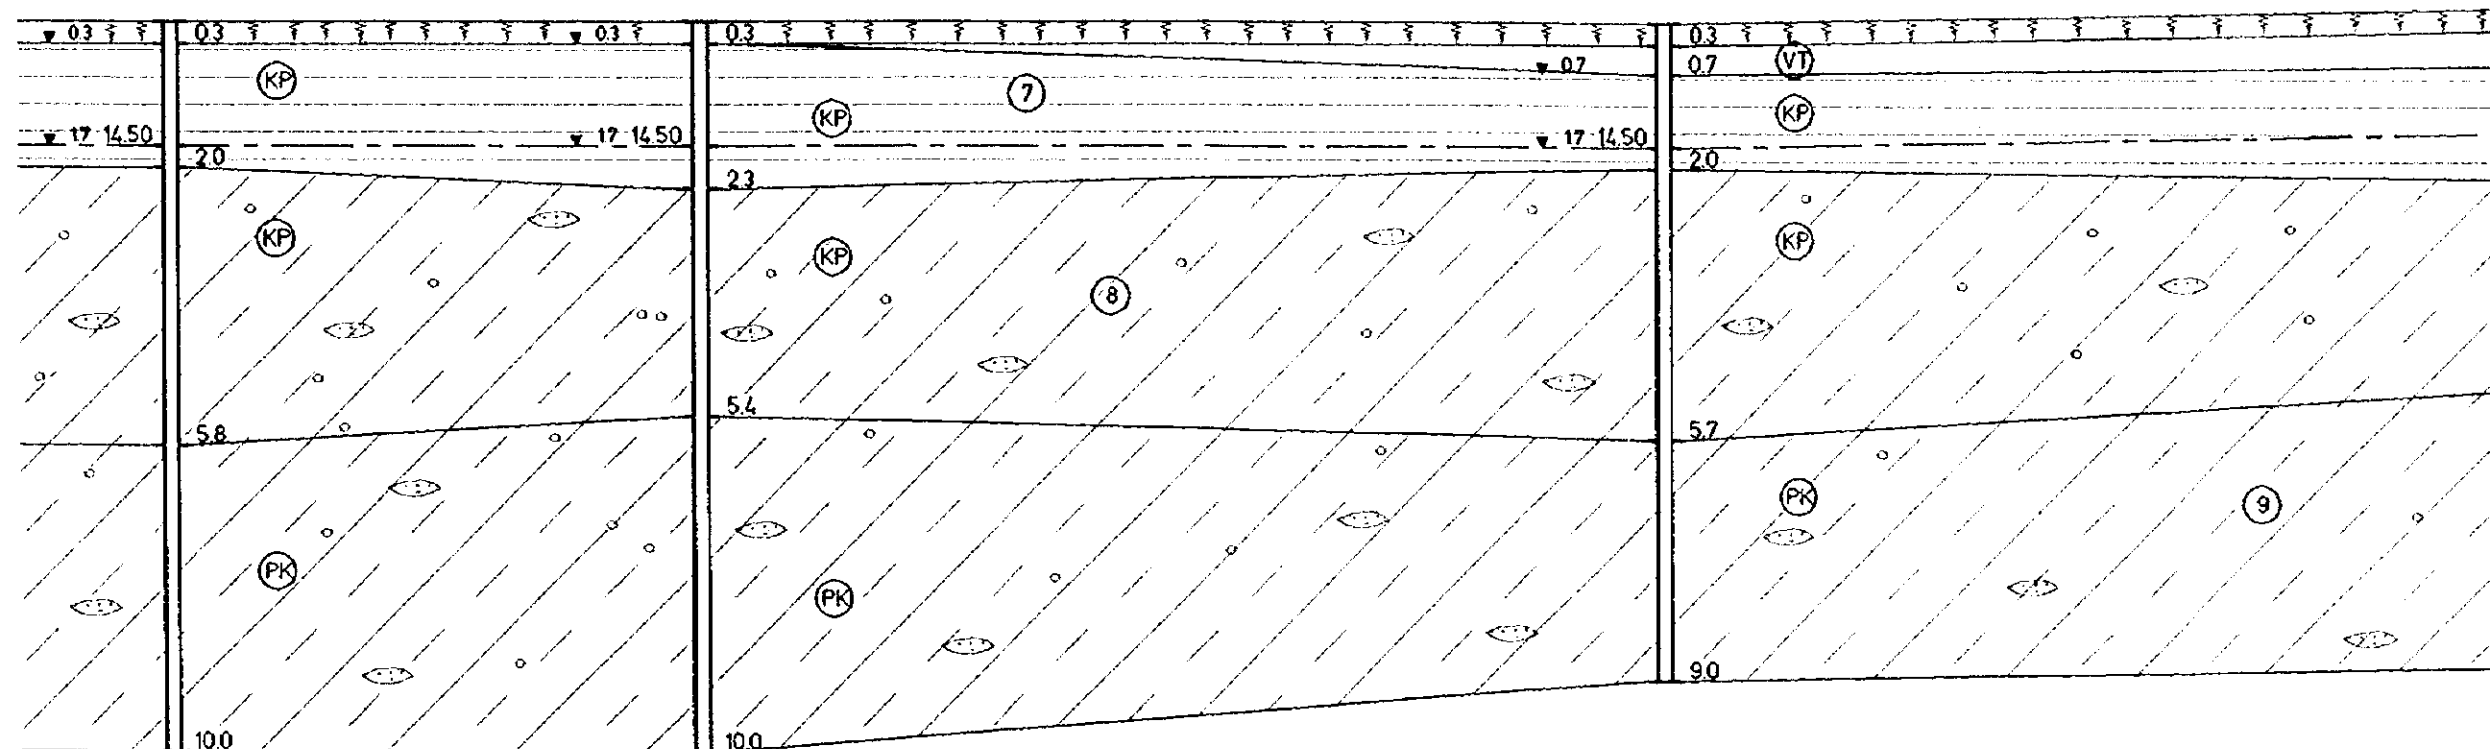 0.3 0.3 0.3 0.3 0.3
VT
KP 7 0.7 0.7
KP KP
17 14.50 17 14.50 17 14.50
2.0 2.3 2.0
KP KP KP
8
5.8 5.4 5.7
PK 9
PK PK
9.0
10.0 10.0